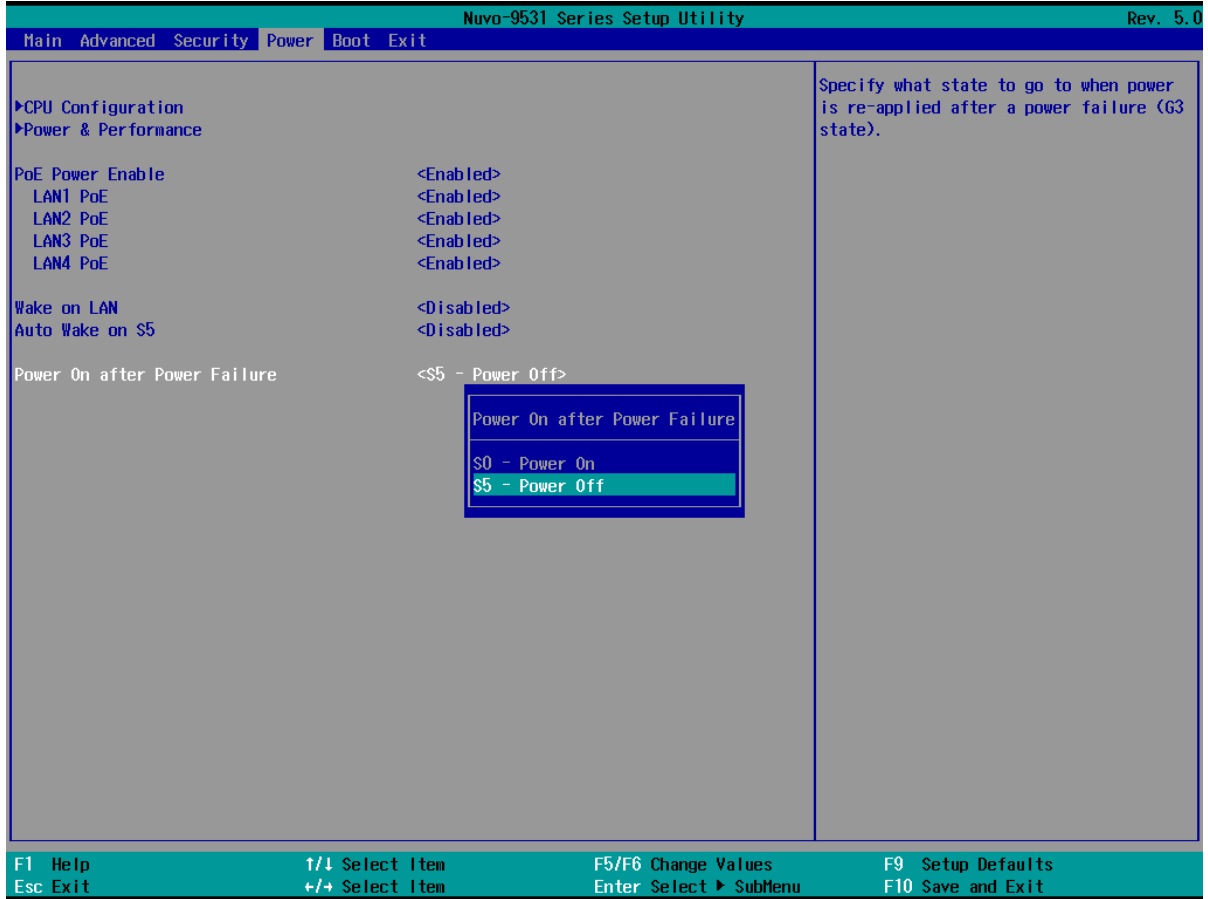 Nuvo-9531 Series Setup Utility Rev. 5.0
Main Advanced Security Power Boot Exit
▶CPU Configuration
▶Power & Performance
PoE Power Enable <Enabled>
LAN1 PoE <Enabled>
LAN2 PoE <Enabled>
LAN3 PoE <Enabled>
LAN4 PoE <Enabled>
Wake on LAN <Disabled>
Auto Wake on S5 <Disabled>
Power On after Power Failure <S5 - Power Off>
Power On after Power Failure
S0 - Power On
S5 - Power Off
Specify what state to go to when power
is re-applied after a power failure (G3
state).
F1 Help ↑/↓ Select Item F5/F6 Change Values F9 Setup Defaults
Esc Exit ←/→ Select Item Enter Select ▶ SubMenu F10 Save and Exit